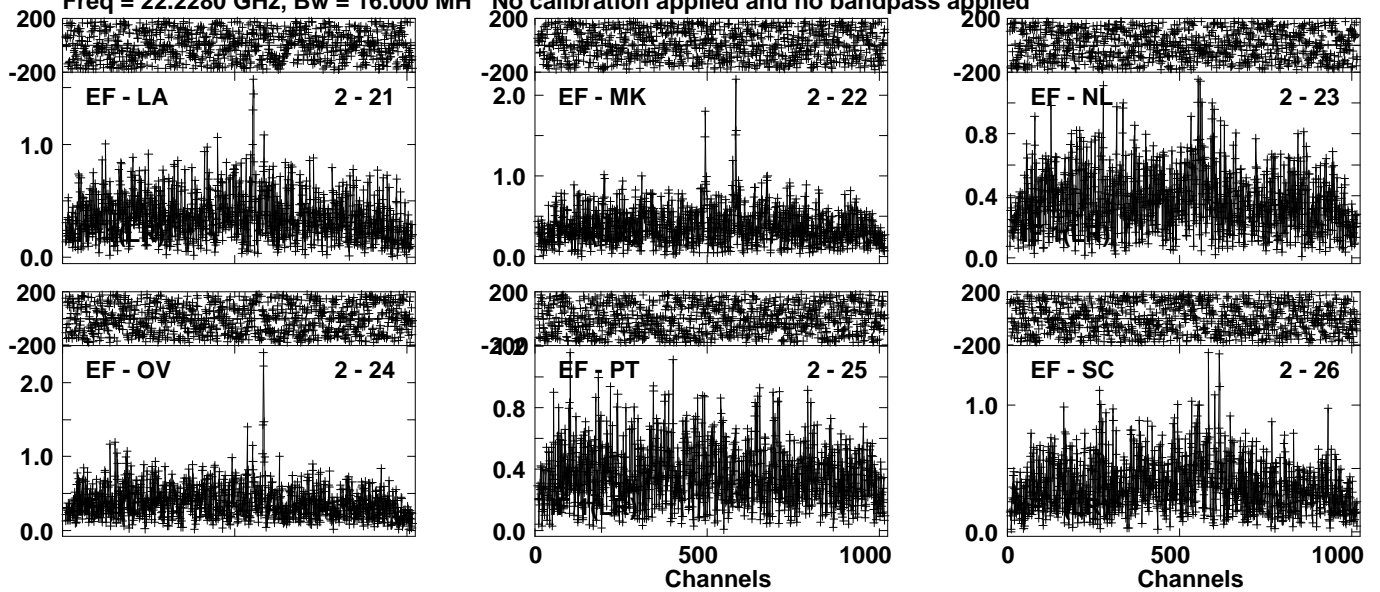 Freq = 22.2280 GHz, Bw = 16.000 MH No calibration applied and no bandpass applied
200 200 200
-200 -200 -200
EF - LA 2 - 21 2.0 EF - MK 2 - 22 EF - NL 2 - 23
1.0 0.8
1.0 0.4
0.0 0.0 0.0
200 200 200
-200 -200 1.2 -200
EF - OV 2 - 24 EF - PT 2 - 25 EF - SC 2 - 26
2.0 0.8 1.0
1.0 0.4
0.0 0.0 0.0
0 500 1000 0 500 1000
Channels Channels